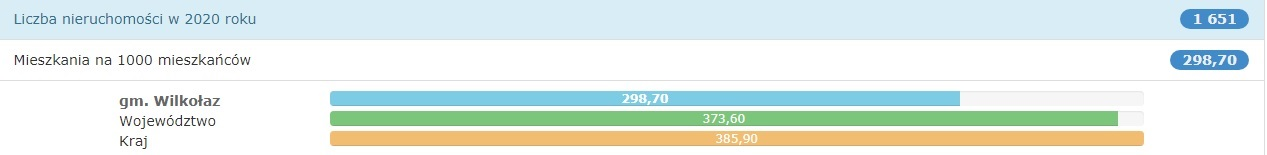 Liczba nieruchomości w 2020 roku 1 651
Mieszkania na 1000 mieszkańców 298,70
gm. Wilkołaz 298,70
Województwo 373,60
Kraj 385,90